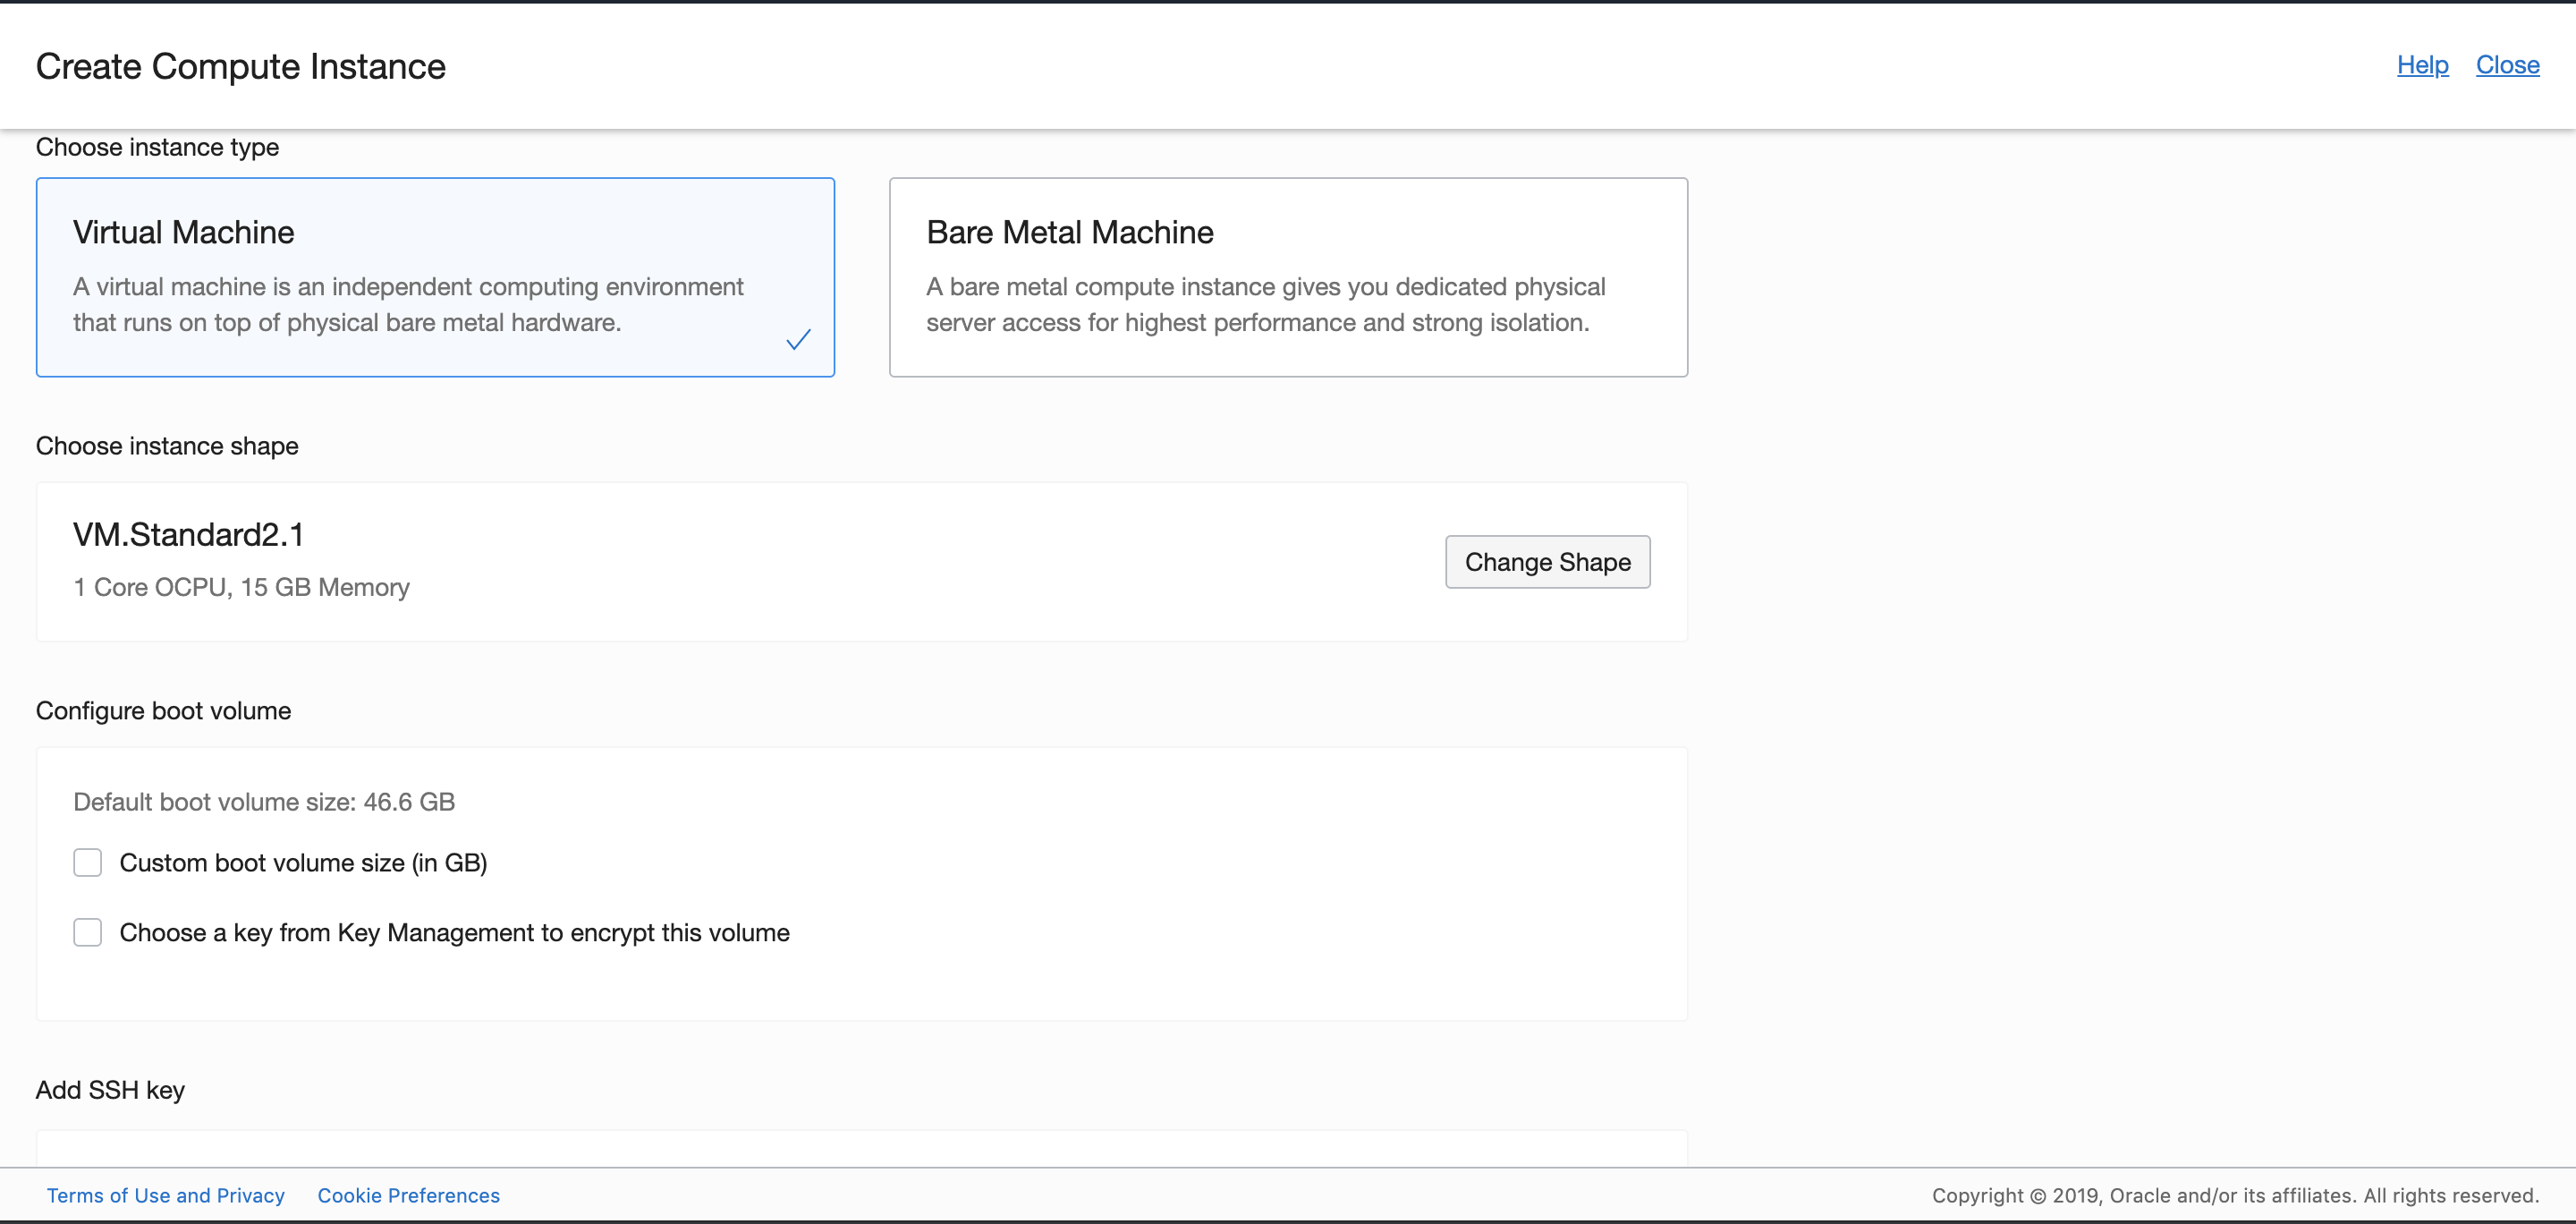 Create Compute Instance
Help Close
Choose instance type
Virtual Machine
A virtual machine is an independent computing environment
that runs on top of physical bare metal hardware.
Bare Metal Machine
A bare metal compute instance gives you dedicated physical
server access for highest performance and strong isolation.
Choose instance shape
VM.Standard2.1
1 Core OCPU, 15 GB Memory
Change Shape
Configure boot volume
Default boot volume size: 46.6 GB
Custom boot volume size (in GB)
Choose a key from Key Management to encrypt this volume
Add SSH key
Terms of Use and Privacy Cookie Preferences
Copyright © 2019, Oracle and/or its affiliates. All rights reserved.